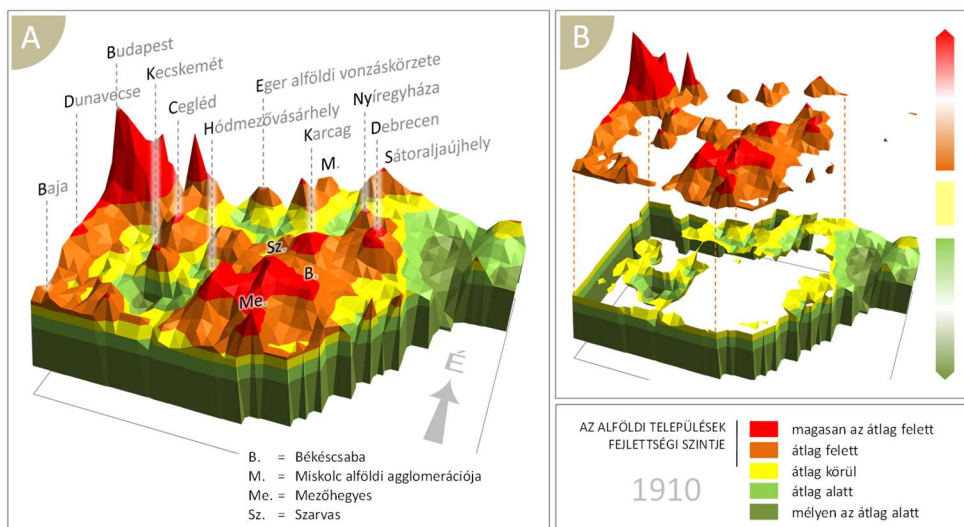 A
Budapest
Kecskemét
Dunavecse
Cegléd
Eger alföldi vonzáskörzete
Hódmezővásárhely
Nyíregyháza
Karcag
Debrecen
M.
Sátoraljaújhely
Baja
Sz.
B.
Me.
É
B. = Békéscsaba
M. = Miskolc alföldi agglomerációja
Me. = Mezőhegyes
Sz. = Szarvas
B
AZ ALFÖLDI TELEPÜLÉSEK
FEJLETTSÉGI SZINTJE
1910
magasan az átlag felett
átlag felett
átlag körül
átlag alatt
mélyen az átlag alatt